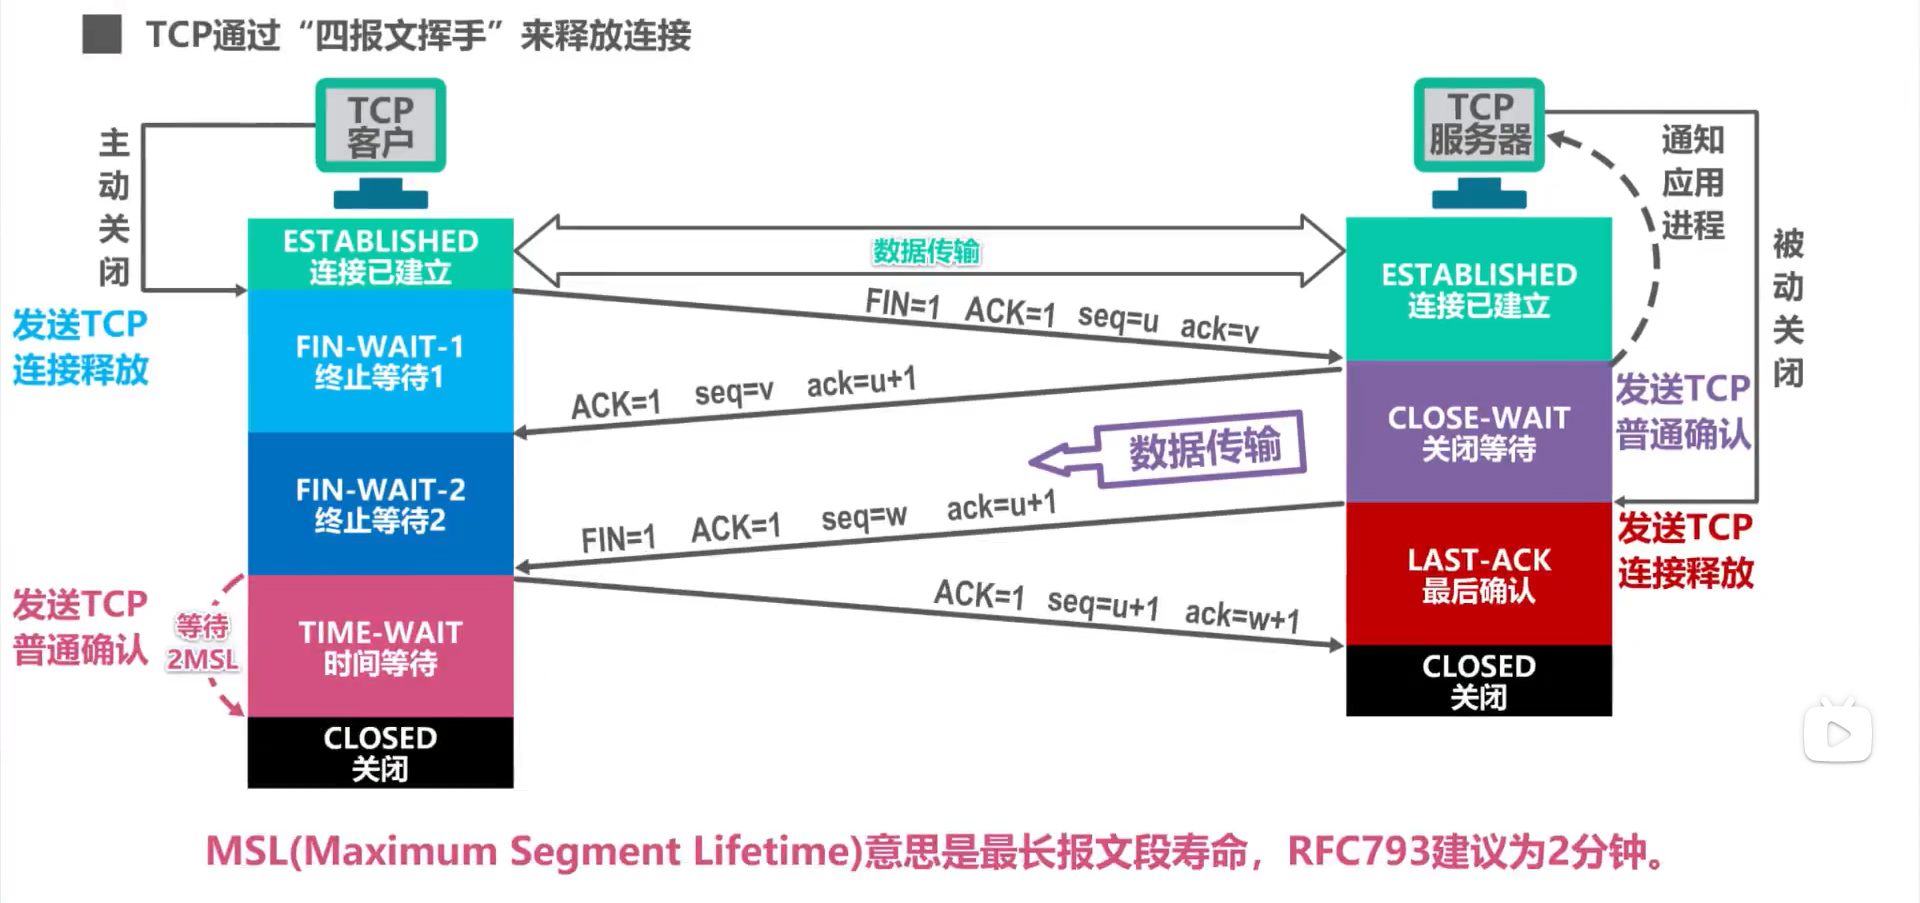 TCP通过“四报文挥手”来释放连接
TCP
客户
TCP
服务器
主动关闭
通知
应用
进程
被动关闭
ESTABLISHED
连接已建立
数据传输
ESTABLISHED
连接已建立
FIN=1 ACK=1 seq=u ack=v
发送TCP
连接释放
FIN-WAIT-1
终止等待1
ACK=1 seq=v ack=u+1
发送TCP
普通确认
CLOSE-WAIT
关闭等待
数据传输
FIN-WAIT-2
终止等待2
FIN=1 ACK=1 seq=w ack=u+1
发送TCP
连接释放
LAST-ACK
最后确认
ACK=1 seq=u+1 ack=w+1
发送TCP
普通确认
等待
2MSL
TIME-WAIT
时间等待
CLOSED
关闭
CLOSED
关闭
MSL(Maximum Segment Lifetime)意思是最长报文段寿命，RFC793建议为2分钟。